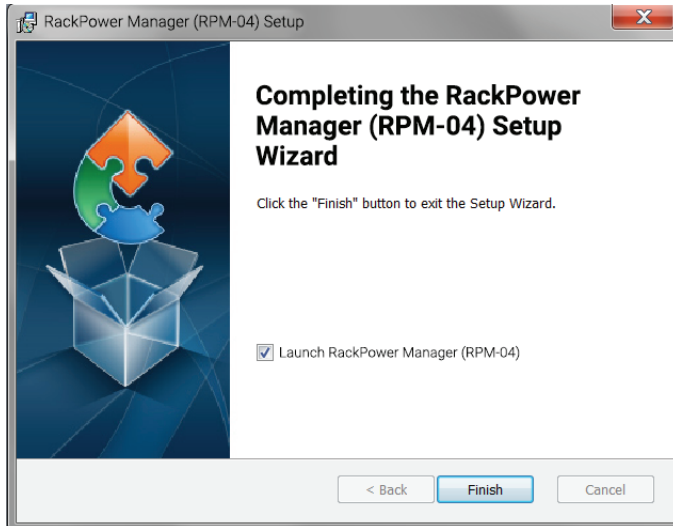 RackPower Manager (RPM-04) Setup
X
Completing the RackPower
Manager (RPM-04) Setup
Wizard
Click the "Finish" button to exit the Setup Wizard.
Launch RackPower Manager (RPM-04)
< Back Finish Cancel